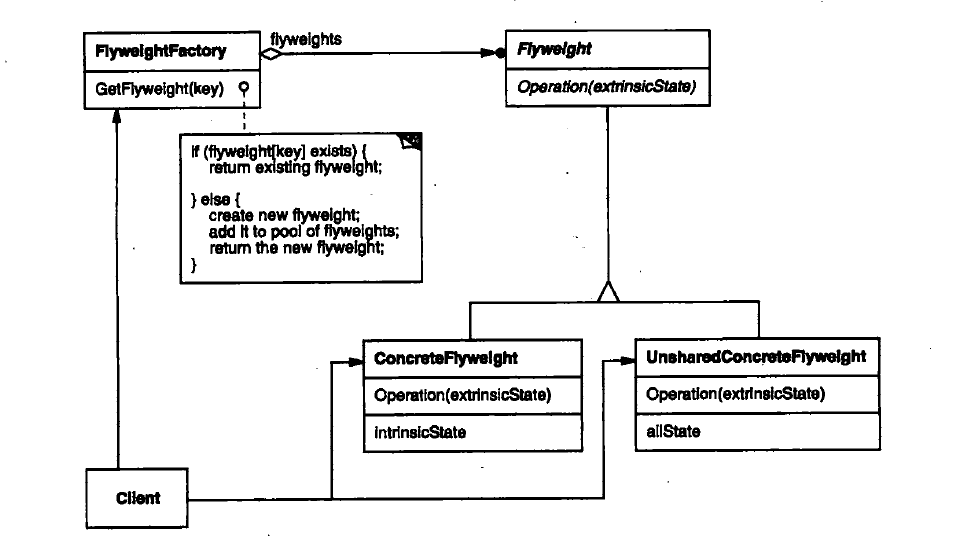 FlyweightFactory
GetFlyweight(key)
flyweights
Flyweight
Operation(extrinsicState)
if (flyweight[key] exists) {
return existing flyweight;
} else {
create new flyweight;
add it to pool of flyweights;
return the new flyweight;
}
ConcreteFlyweight
Operation(extrinsicState)
intrinsicState
UnsharedConcreteFlyweight
Operation(extrinsicState)
allState
Client